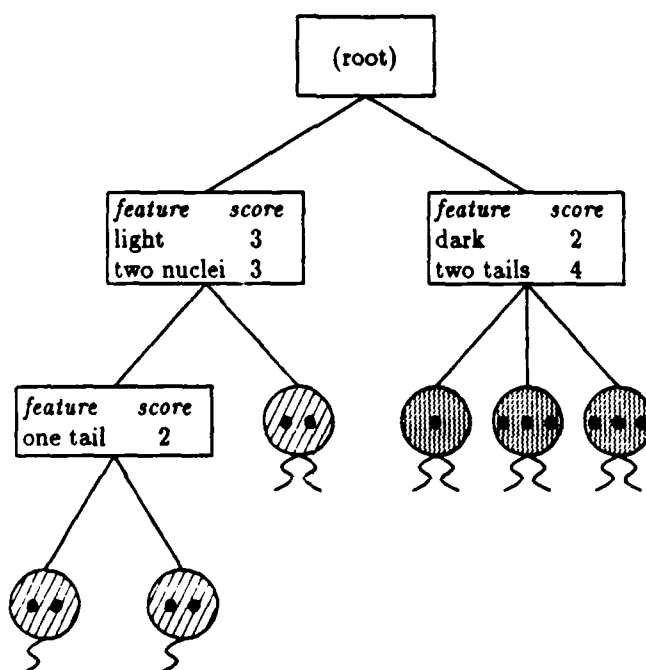 (root)
feature score
light 3
two nuclei 3
feature score
dark 2
two tails 4
feature score
one tail 2